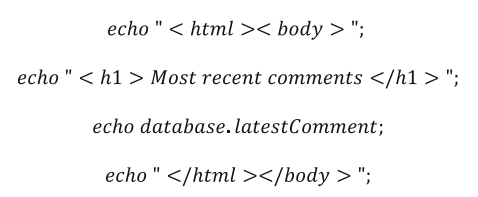 echo " < html >< body > ";
echo " < h1 > Most recent comments </h1 > ";
echo database.latestComment;
echo " </html ></body > ";